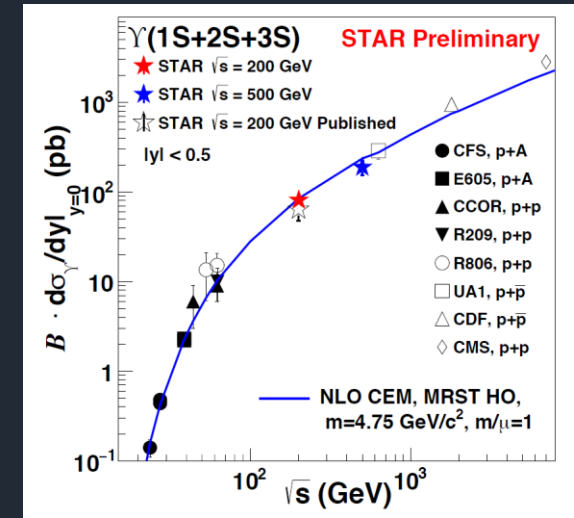 ϒ(1S+2S+3S) STAR Preliminary
STAR √s = 200 GeV
STAR √s = 500 GeV
STAR √s = 200 GeV Published
|y| < 0.5
CFS, p+A
E605, p+A
CCOR, p+p
R209, p+p
R806, p+p
UA1, p+p̅
CDF, p+p̅
CMS, p+p
NLO CEM, MRST HO,
m=4.75 GeV/c², m/μ=1
B · dσϒ/dy|y=0 (pb)
10³
10²
10
1
10⁻¹
10² 10³
√s (GeV)